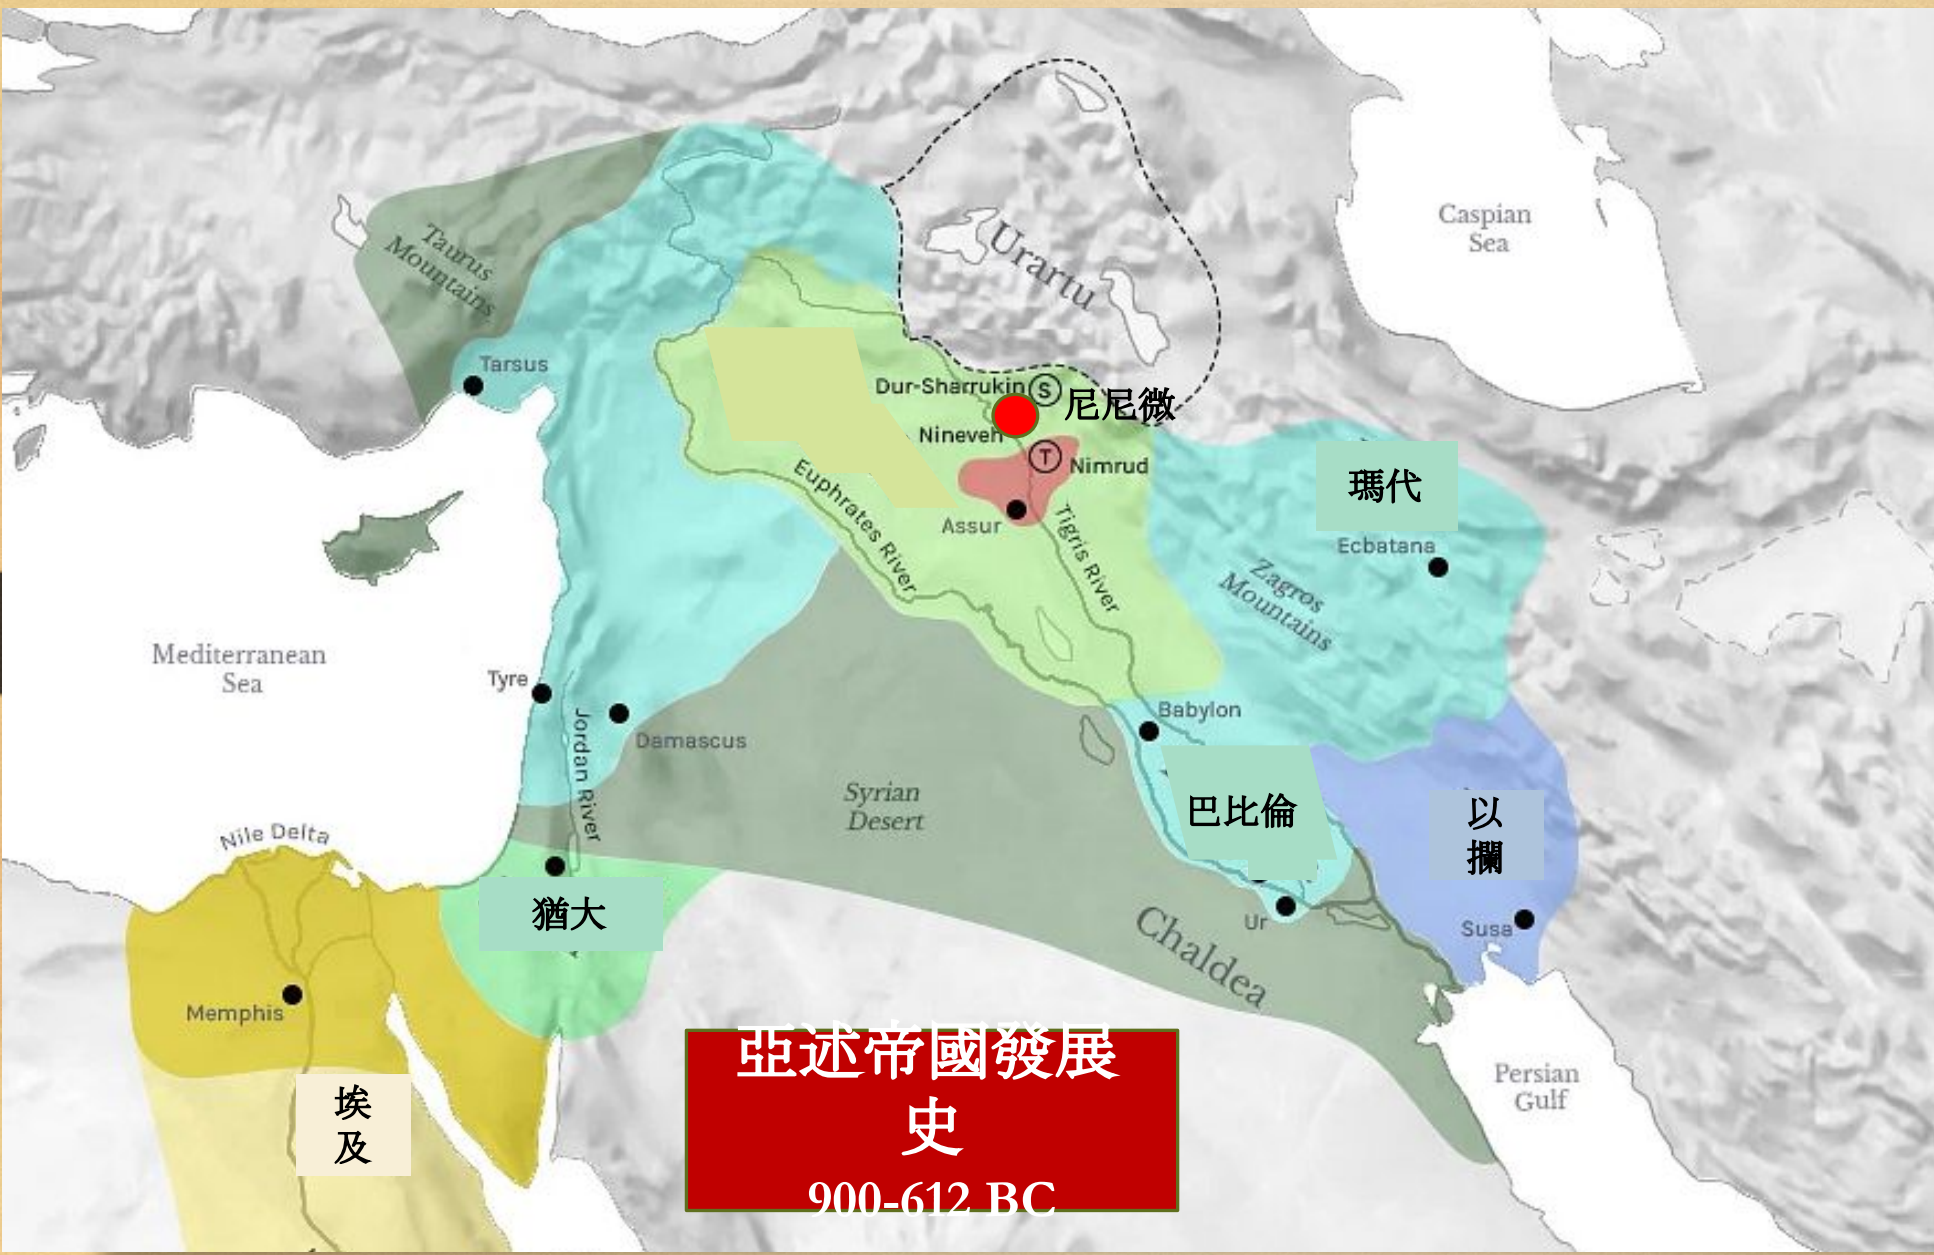 Caspian
Sea
Urartu
Taurus
Mountains
Tarsus
Dur-Sharrukin
S
尼尼微
Nineveh
T
Nimrud
瑪代
Euphrates River
Assur
Tigris River
Ecbatana
Zagros
Mountains
Mediterranean
Sea
Tyre
Jordan River
Damascus
Babylon
Syrian
Desert
巴比倫
以
攔
Nile Delta
猶大
Ur
Susa
Chaldea
Memphis
埃
及
亞述帝國發展
史
900-612 BC
Persian
Gulf